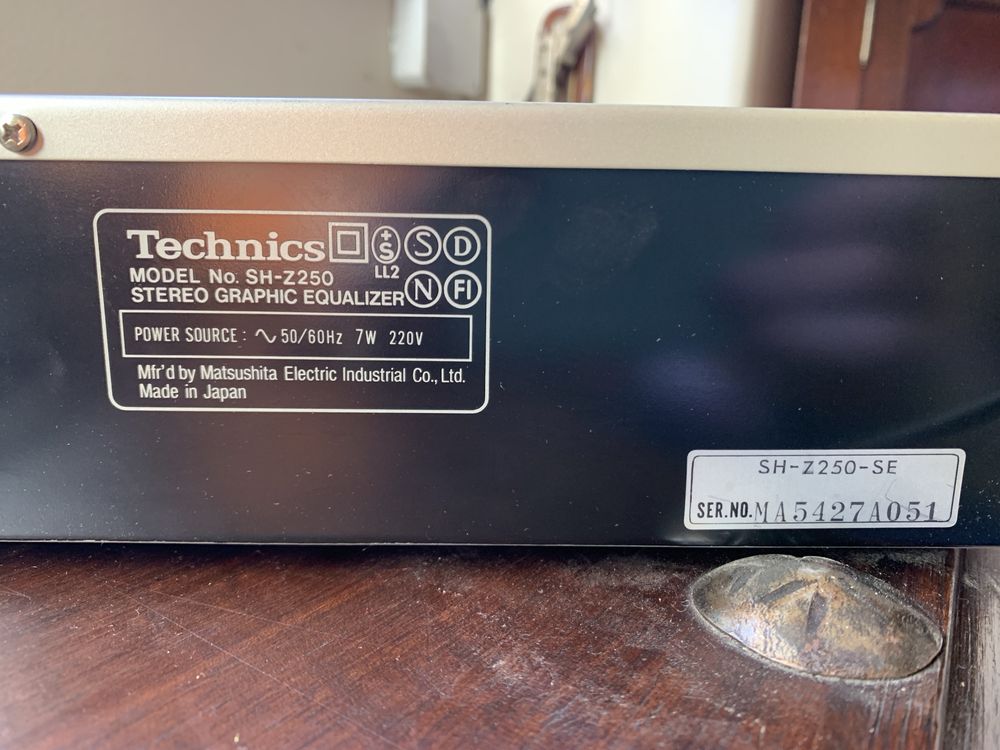 Technics S S D
LL2
MODEL No. SH-Z250
STEREO GRAPHIC EQUALIZER N FI
POWER SOURCE : ∿ 50/60Hz 7W 220V
Mfr'd by Matsushita Electric Industrial Co., Ltd.
Made in Japan
SH-Z250-SE
SER.NO. MA5427A051